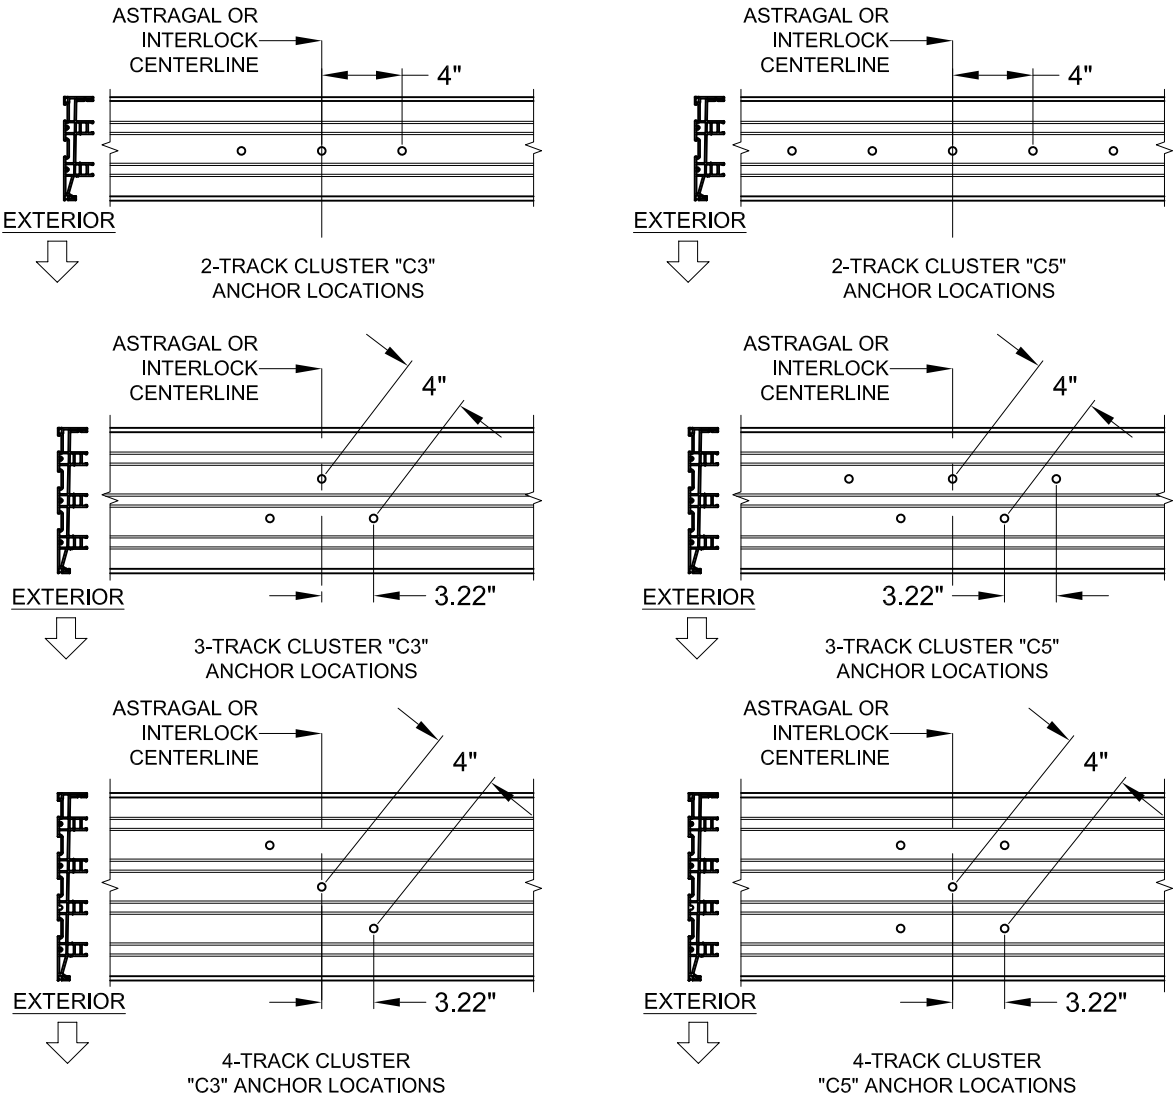 ASTRAGAL OR
INTERLOCK
CENTERLINE
4"
EXTERIOR
2-TRACK CLUSTER "C3"
ANCHOR LOCATIONS
ASTRAGAL OR
INTERLOCK
CENTERLINE
4"
EXTERIOR
2-TRACK CLUSTER "C5"
ANCHOR LOCATIONS
ASTRAGAL OR
INTERLOCK
CENTERLINE
4"
EXTERIOR
3.22"
3-TRACK CLUSTER "C3"
ANCHOR LOCATIONS
ASTRAGAL OR
INTERLOCK
CENTERLINE
4"
EXTERIOR
3.22"
3-TRACK CLUSTER "C5"
ANCHOR LOCATIONS
ASTRAGAL OR
INTERLOCK
CENTERLINE
4"
EXTERIOR
3.22"
4-TRACK CLUSTER
"C3" ANCHOR LOCATIONS
ASTRAGAL OR
INTERLOCK
CENTERLINE
4"
EXTERIOR
3.22"
4-TRACK CLUSTER
"C5" ANCHOR LOCATIONS